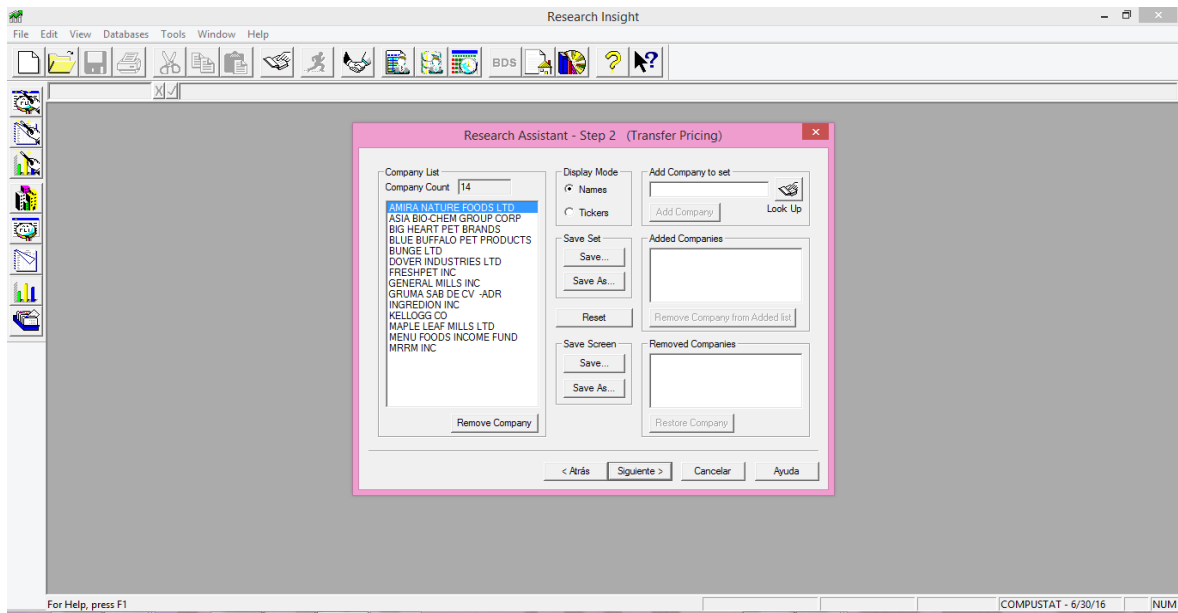 Research Insight
File Edit View Databases Tools Window Help
BDS
Research Assistant - Step 2 (Transfer Pricing)
Company List
Company Count 14
AMIRA NATURE FOODS LTD
ASIA BIO-CHEM GROUP CORP
BIG HEART PET BRANDS
BLUE BUFFALO PET PRODUCTS
BUNGE LTD
DOVER INDUSTRIES LTD
FRESHPET INC
GENERAL MILLS INC
GRUMA SAB DE CV -ADR
INGREDION INC
KELLOGG CO
MAPLE LEAF MILLS LTD
MENU FOODS INCOME FUND
MRRM INC
Remove Company
Display Mode
Names
Tickers
Save Set
Save...
Save As...
Reset
Save Screen
Save...
Save As...
Add Company to set
Add Company
Look Up
Added Companies
Remove Company from Added list
Removed Companies
Restore Company
< Atrás
Siguiente >
Cancelar
Ayuda
For Help, press F1
COMPUSTAT - 6/30/16
NUM